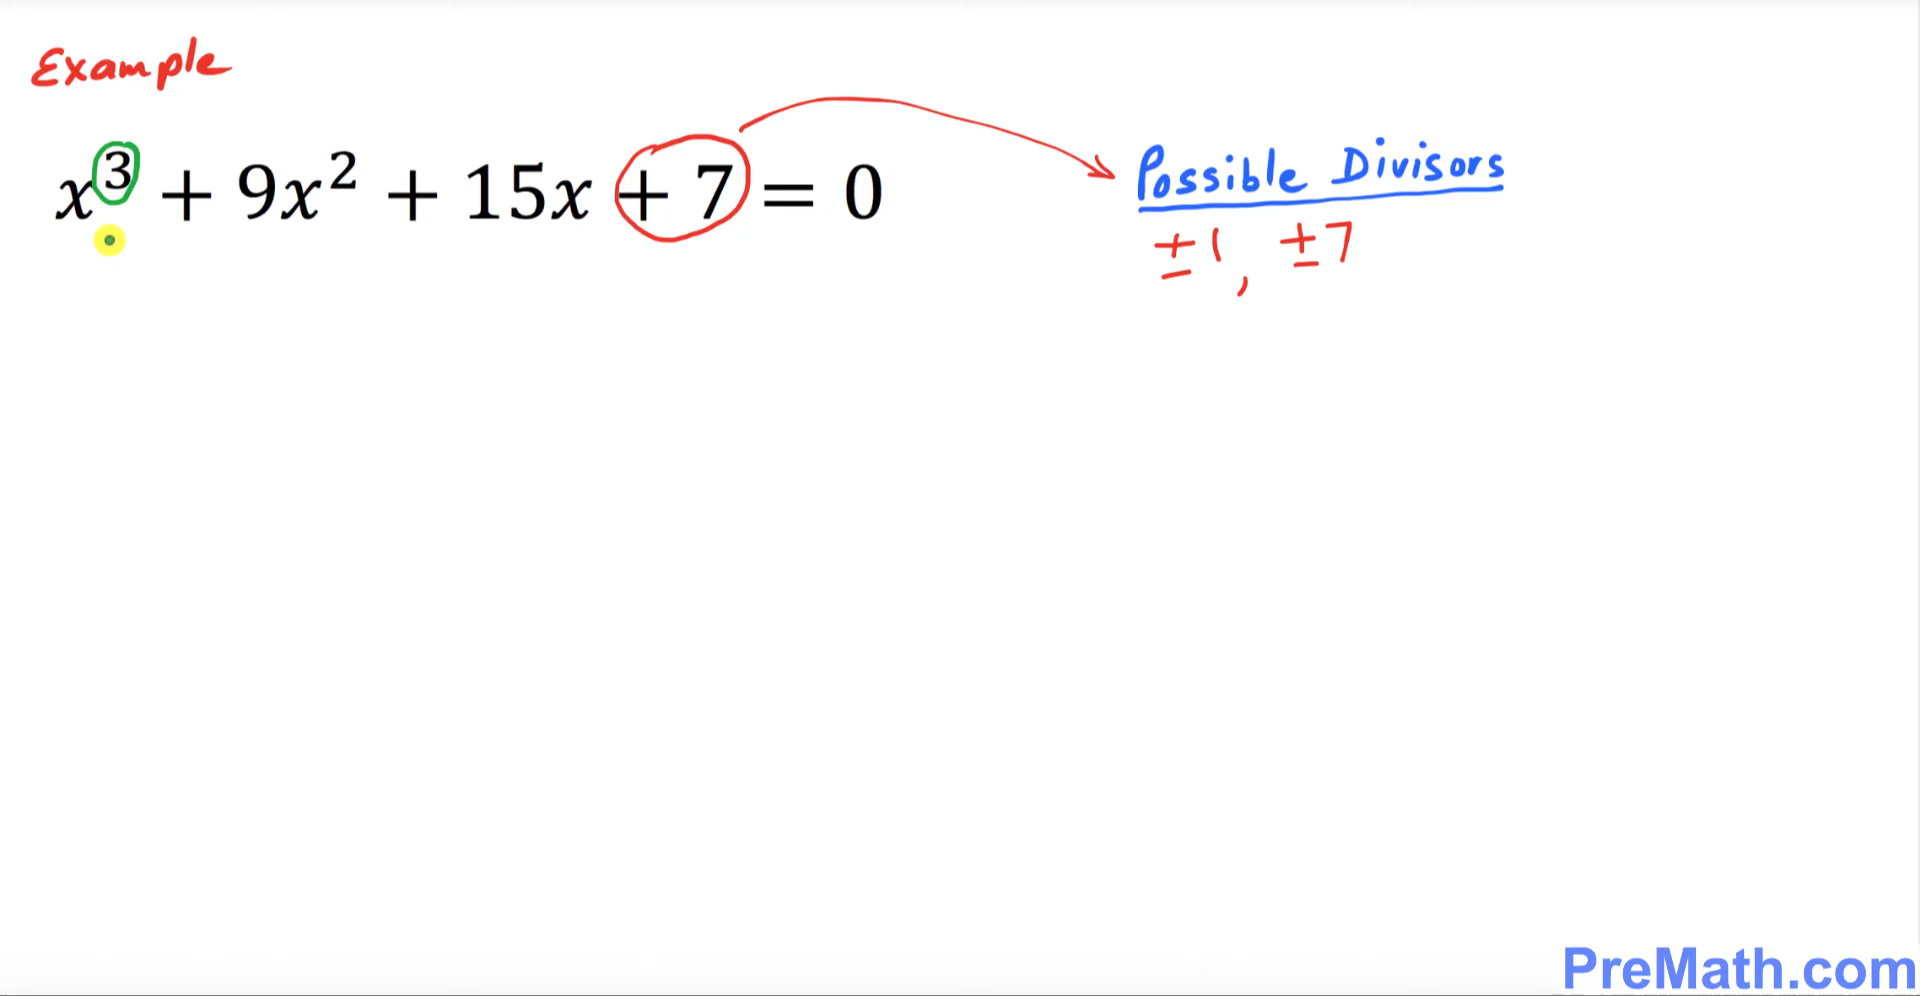 Example
x³ + 9x² + 15x + 7 = 0
Possible Divisors
±1, ±7
PreMath.com